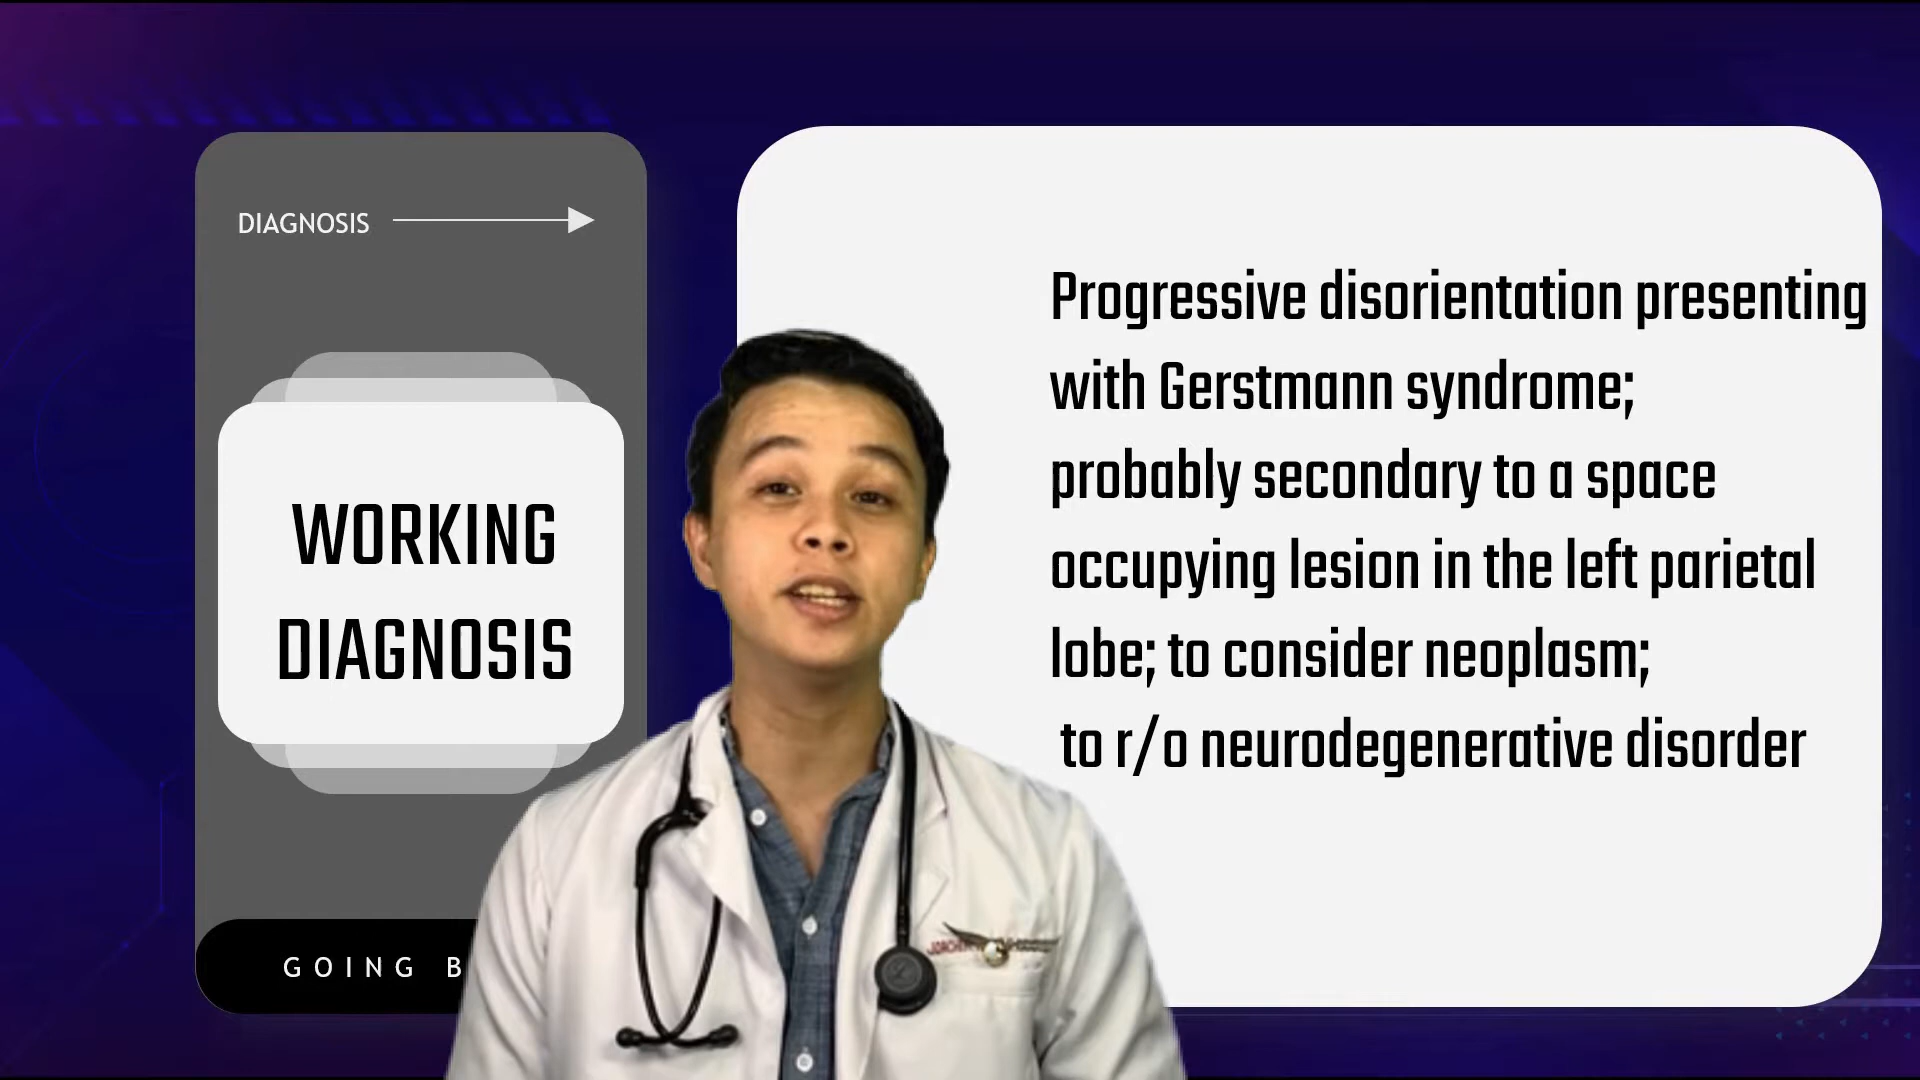 DIAGNOSIS
WORKING
DIAGNOSIS
GOING B
Progressive disorientation presenting
with Gerstmann syndrome;
probably secondary to a space
occupying lesion in the left parietal
lobe; to consider neoplasm;
to r/o neurodegenerative disorder